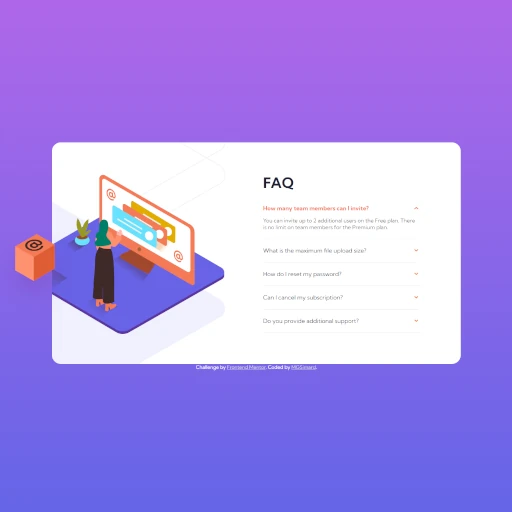 FAQ
How many team members can I invite?
You can invite up to 2 additional users on the Free plan. There
is no limit on team members for the Premium plan.
What is the maximum file upload size?
How do I reset my password?
Can I cancel my subscription?
Do you provide additional support?
Challenge by Frontend Mentor. Coded by